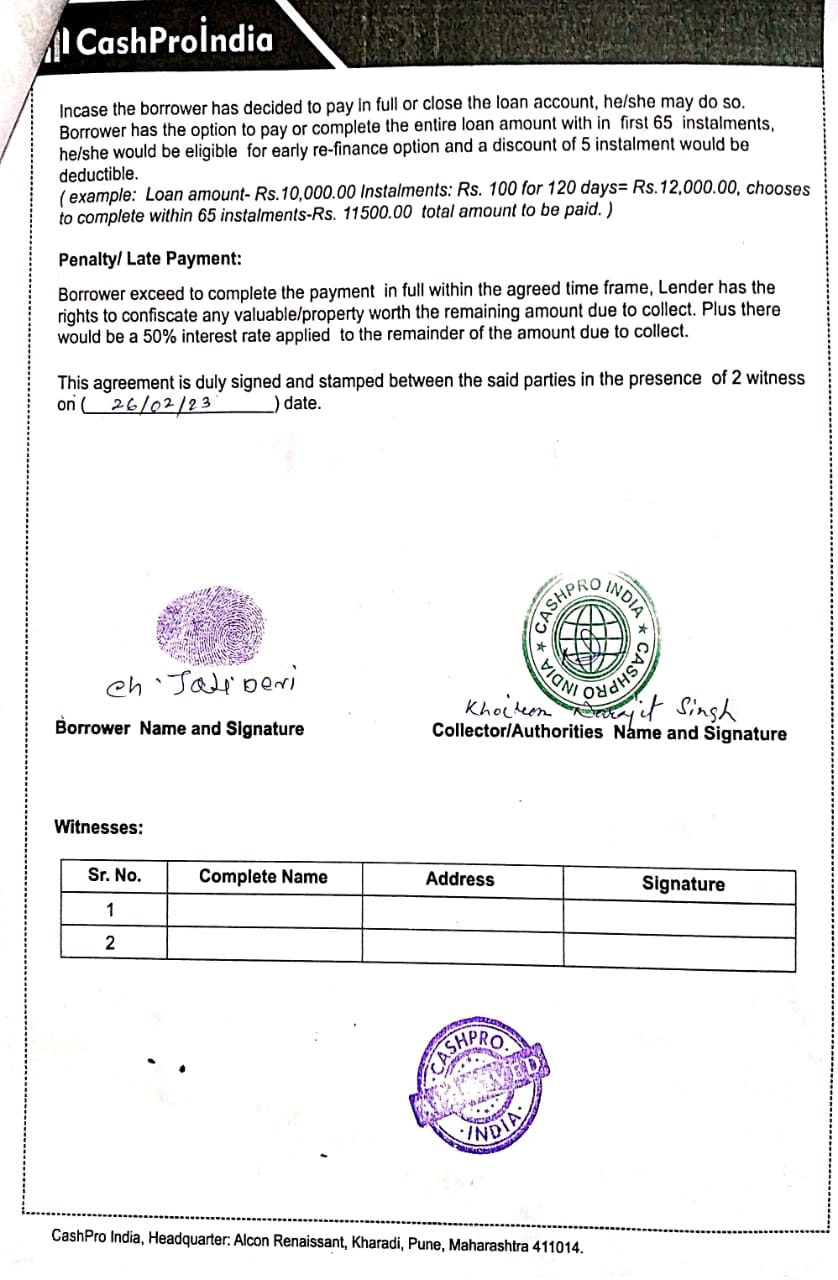 CashProIndia
Incase the borrower has decided to pay in full or close the loan account, he/she may do so.
Borrower has the option to pay or complete the entire loan amount with in first 65 instalments,
he/she would be eligible for early re-finance option and a discount of 5 instalment would be
deductible.
( example: Loan amount- Rs.10,000.00 Instalments: Rs. 100 for 120 days= Rs.12,000.00, chooses
to complete within 65 instalments-Rs. 11500.00 total amount to be paid. )
Penalty/ Late Payment:
Borrower exceed to complete the payment in full within the agreed time frame, Lender has the
rights to confiscate any valuable/property worth the remaining amount due to collect. Plus there
would be a 50% interest rate applied to the remainder of the amount due to collect.
This agreement is duly signed and stamped between the said parties in the presence of 2 witness
on ( 26/02/23 ) date.
CASHPRO INDIA ★ CASHPRO INDIA ★
Ch. Devi
Singh
Borrower Name and Signature
Collector/Authorities Name and Signature
Witnesses:
Sr. No. Complete Name Address Signature
1
2
CASHPRO
APPROVED
INDIA
CashPro India, Headquarter: Alcon Renaissant, Kharadi, Pune, Maharashtra 411014.